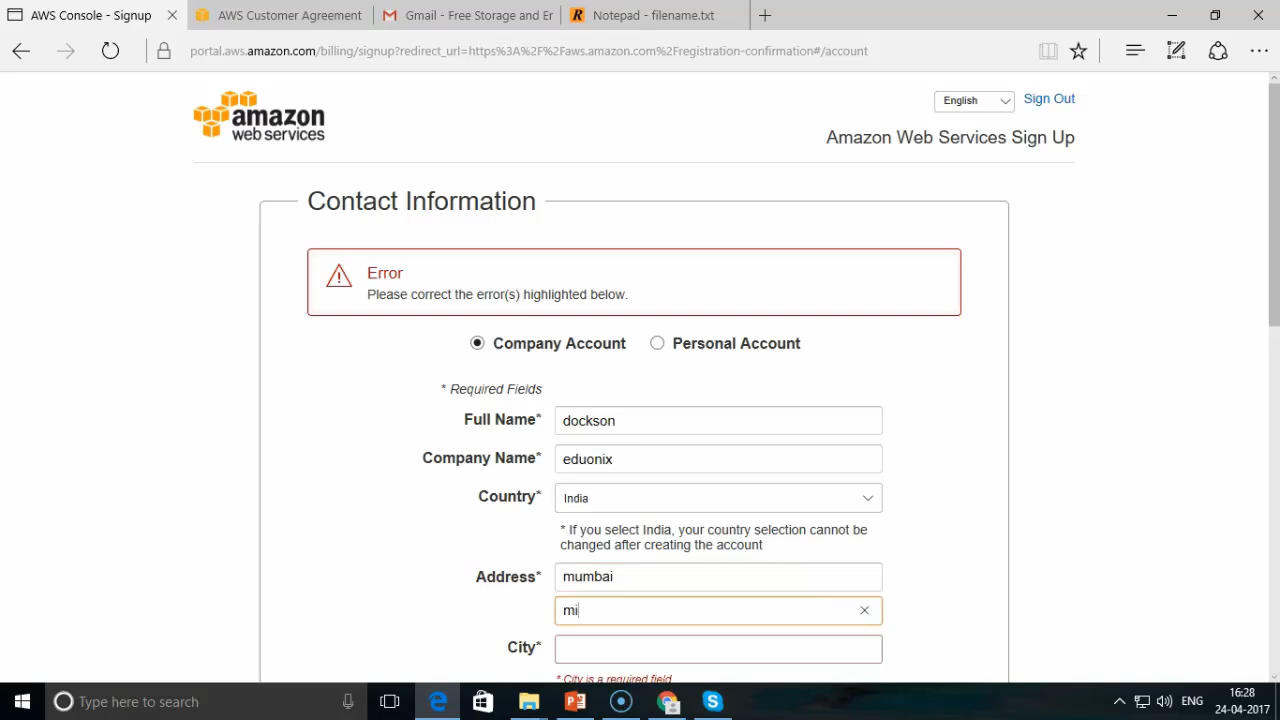 AWS Console - Signup
AWS Customer Agreement
Gmail - Free Storage and Er
Notepad - filename.txt
portal.aws.amazon.com/billing/signup?redirect_url=https%3A%2F%2Faws.amazon.com%2Fregistration-confirmation#/account
amazon
web services
English
Sign Out
Amazon Web Services Sign Up
Contact Information
Error
Please correct the error(s) highlighted below.
Company Account
Personal Account
* Required Fields
Full Name*
dockson
Company Name*
eduonix
Country*
India
* If you select India, your country selection cannot be
changed after creating the account
Address*
mumbai
mi
City*
* City is a required field
Type here to search
ENG
16:28
24-04-2017